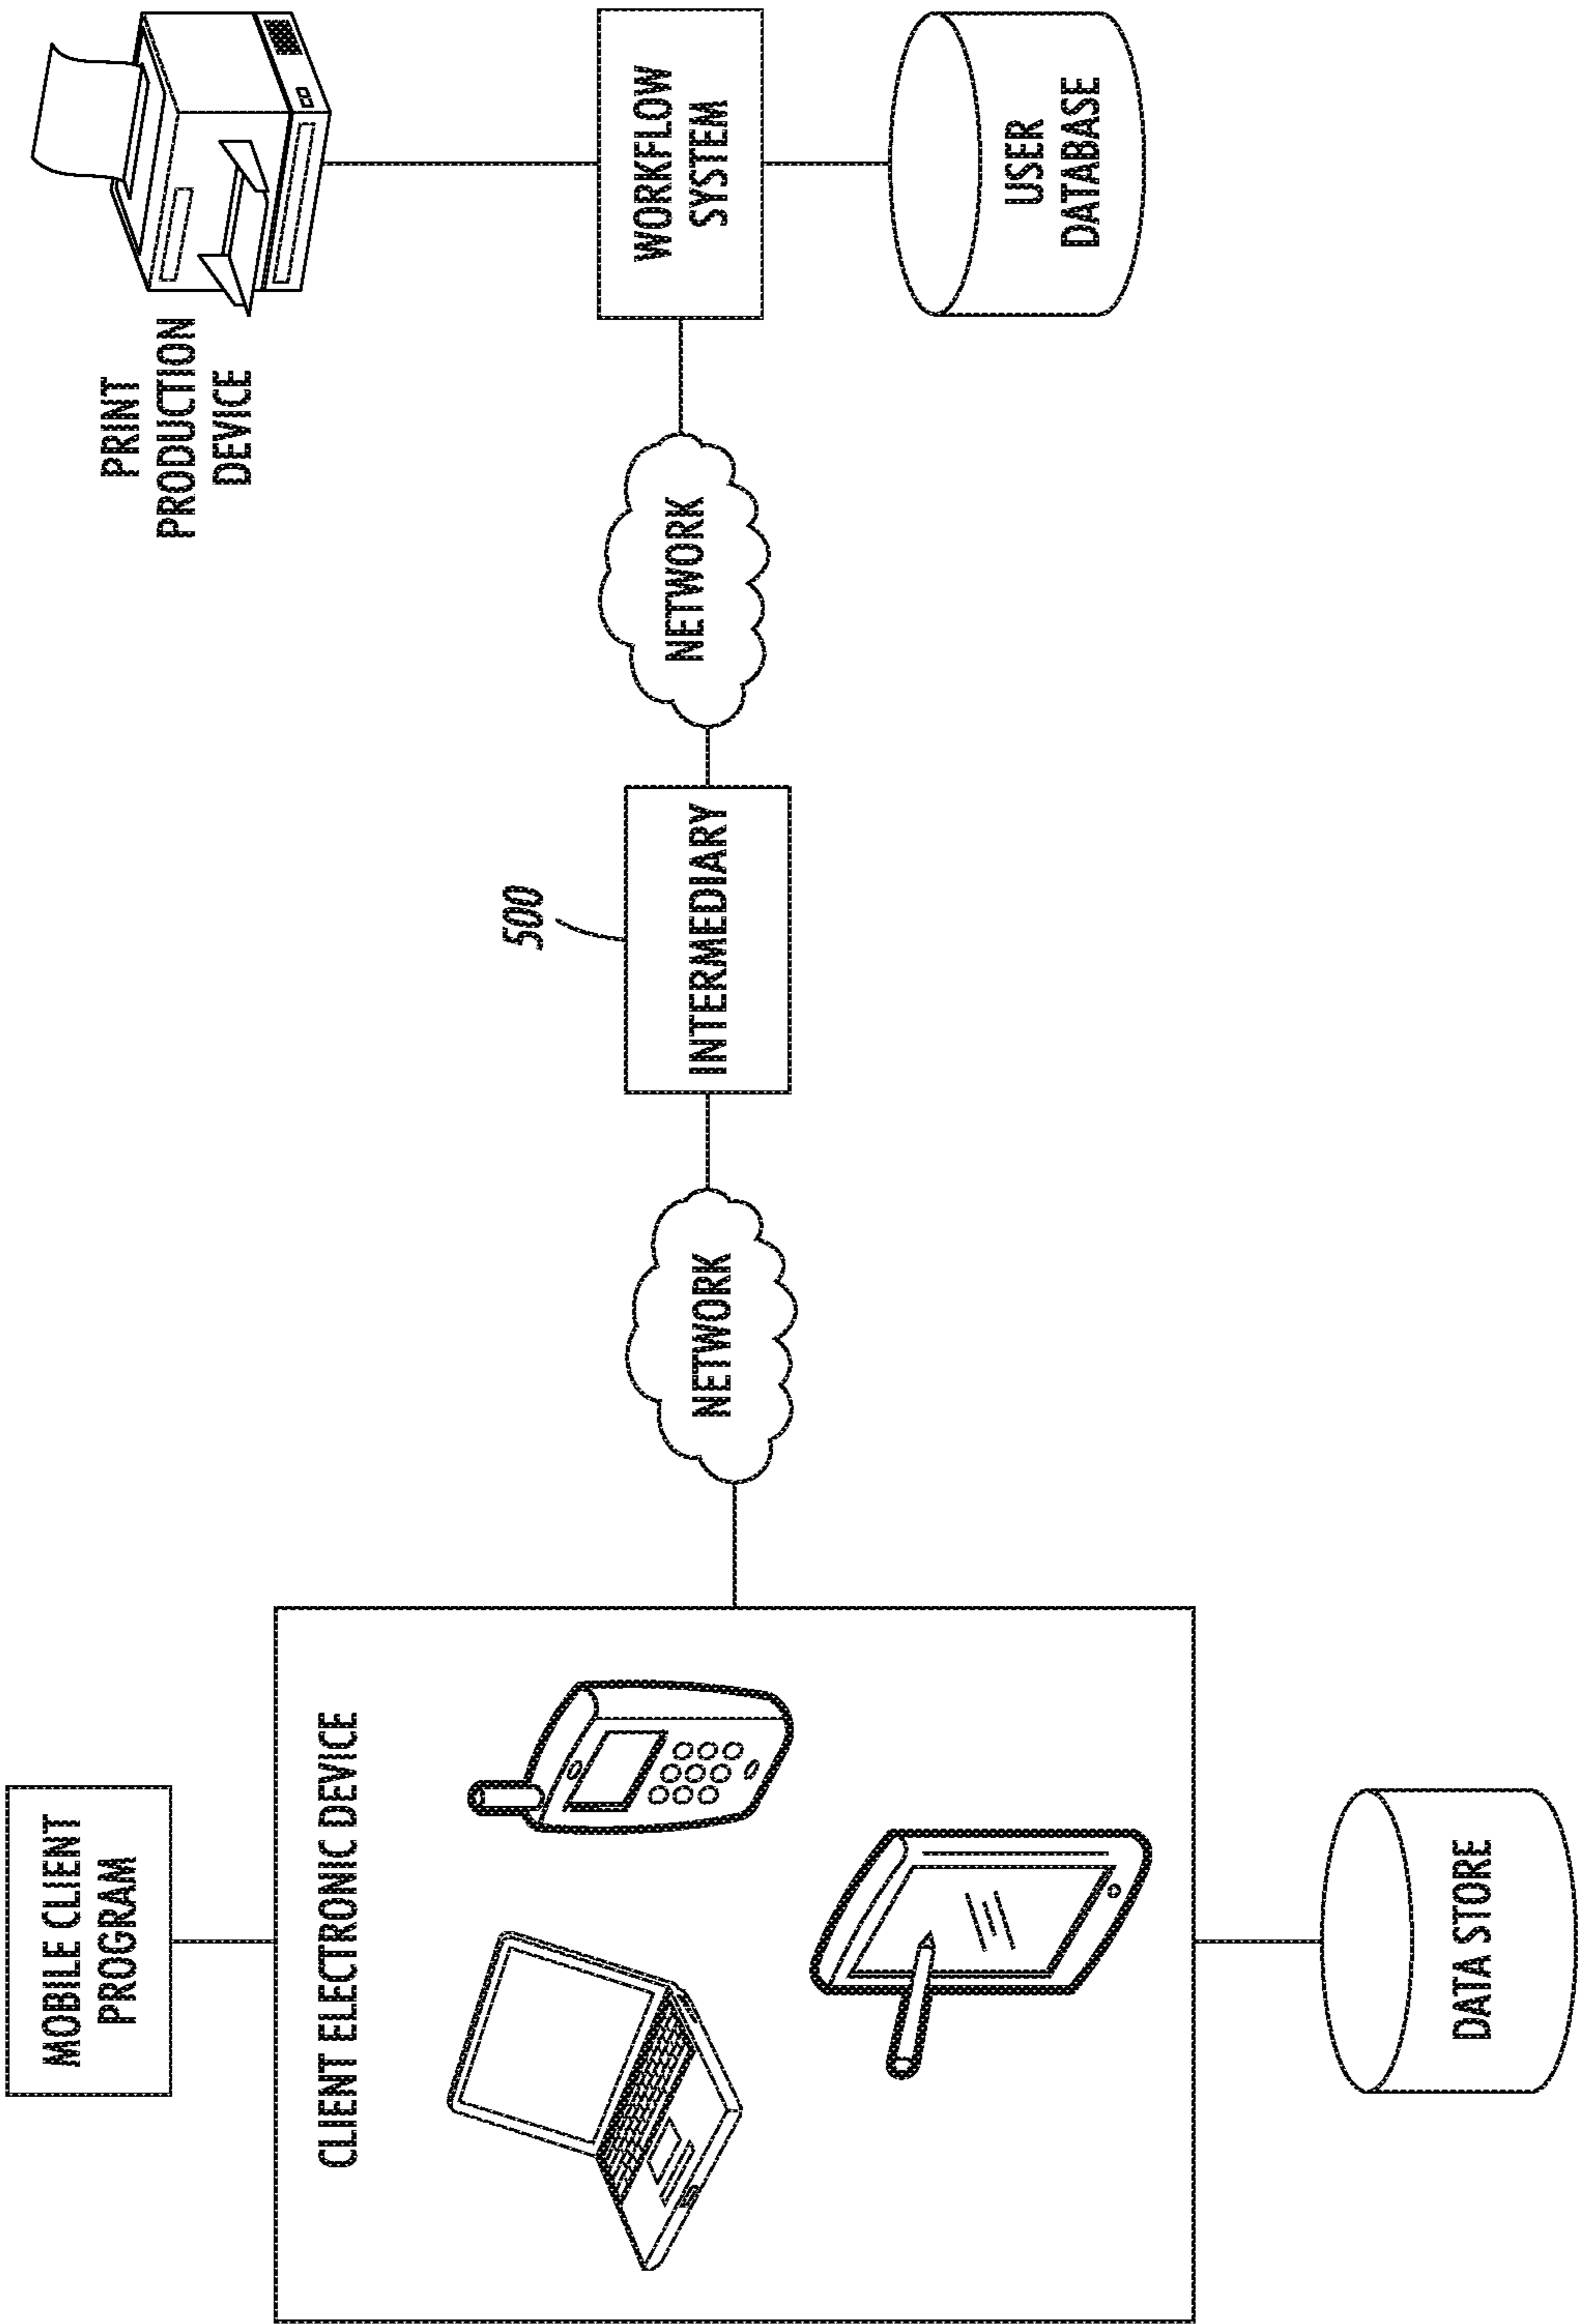 MOBILE CLIENT
PROGRAM
CLIENT ELECTRONIC DEVICE
DATA STORE
NETWORK
500
INTERMEDIARY
NETWORK
PRINT
PRODUCTION
DEVICE
WORKFLOW
SYSTEM
USER
DATABASE